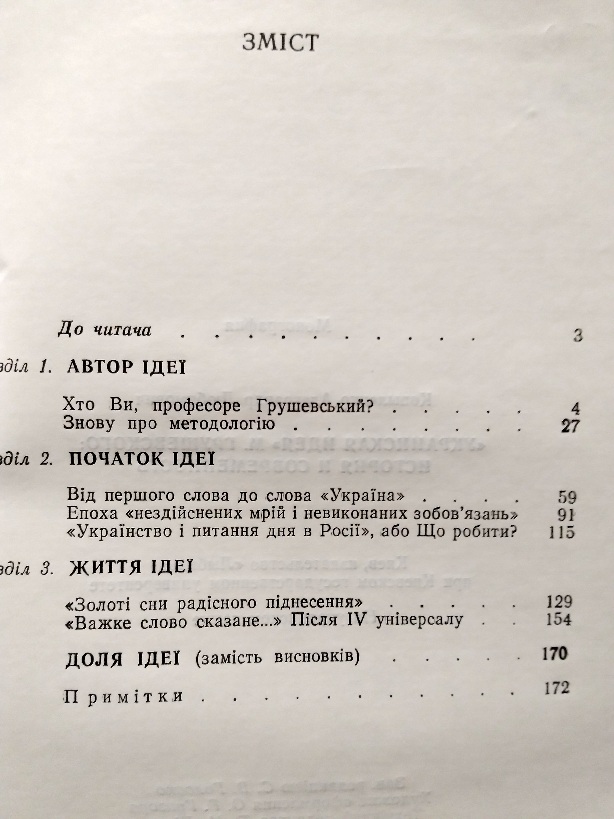 ЗМІСТ
До читача . . . . . . . . . . 3
діл 1. АВТОР ІДЕЇ
Хто Ви, професоре Грушевський? . . . . . 4
Знову про методологію . . . . . . . . 27
діл 2. ПОЧАТОК ІДЕЇ
Від першого слова до слова «Україна» . . . . 59
Епоха «нездійснених мрій і невиконаних зобов'язань» 91
«Українство і питання дня в Росії», або Що робити? 115
діл 3. ЖИТТЯ ІДЕЇ
«Золоті сни радісного піднесення» . . . . . 129
«Важке слово сказане...» Після IV універсалу . . 154
ДОЛЯ ІДЕЇ (замість висновків) . . . . . 170
Примітки . . . . . . . . . . . 172